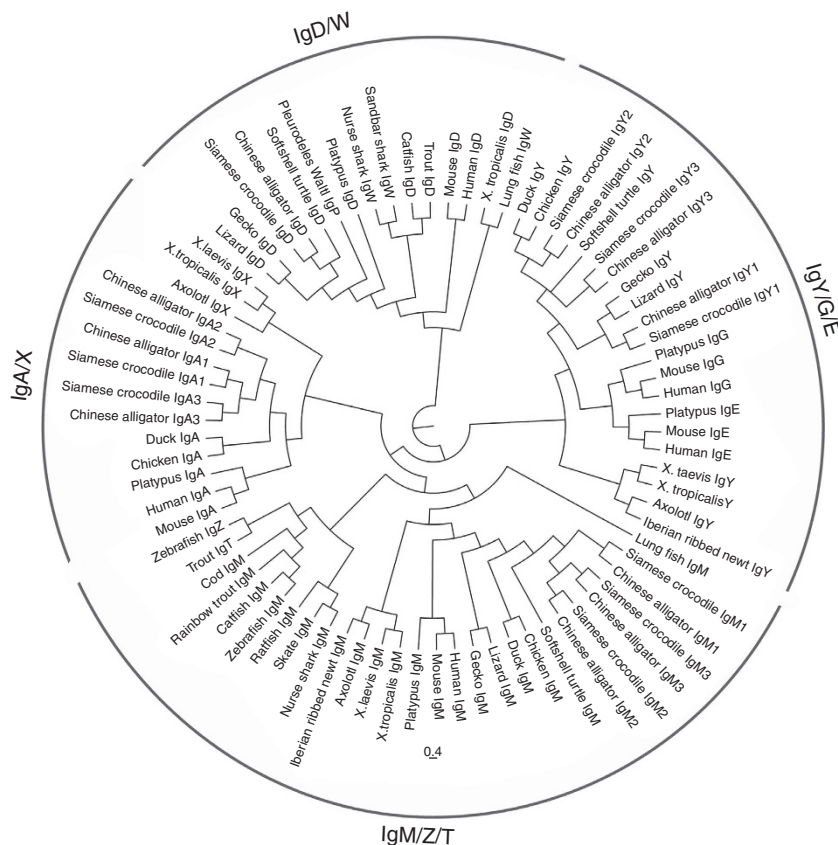 IgD/W
Siamese crocodile IgD
Chinese alligator IgD
Softshell turtle IgD
Pleurodeles Waltl IgP
Platypus IgD
Nurse shark IgW
Sandbar shark IgW
Catfish IgD
Trout IgD
Mouse IgD
Human IgD
X. tropicalis IgD
Lung fish IgW
Duck IgY
Chicken IgY
Siamese crocodile IgY2
Chinese alligator IgY2
Softshell turtle IgY
Siamese crocodile IgY3
Chinese alligator IgY3
Gecko IgY
Lizard IgY
Chinese alligator IgY1
Siamese crocodile IgY1
Platypus IgG
Mouse IgG
Human IgG
Platypus IgE
Mouse IgE
Human IgE
X. taevis IgY
X. tropicalisY
Axolotl IgY
Iberian ribbed newt IgY
IgY/G/E
Lung fish IgM
Siamese crocodile IgM1
Chinese alligator IgM1
Siamese crocodile IgM3
Chinese alligator IgM3
Siamese crocodile IgM2
Chinese alligator IgM2
Softshell turtle IgM
Chicken IgM
Duck IgM
Lizard IgM
Gecko IgM
Human IgM
Mouse IgM
Platypus IgM
X.tropicalis IgM
X.laevis IgM
Axolotl IgM
Iberian ribbed newt IgM
Nurse shark IgM
Skate IgM
Ratfish IgM
Zebrafish IgM
Catfish IgM
Rainbow trout IgM
Cod IgM
Trout IgT
Zebrafish IgZ
IgM/Z/T
Mouse IgA
Human IgA
Platypus IgA
Chicken IgA
Duck IgA
Chinese alligator IgA3
Siamese crocodile IgA3
Siamese crocodile IgA1
Chinese alligator IgA1
Siamese crocodile IgA2
Chinese alligator IgA2
Axolotl IgX
X.tropicalis IgX
X.laevis IgX
IgA/X
Lizard IgD
Gecko IgD
0.4